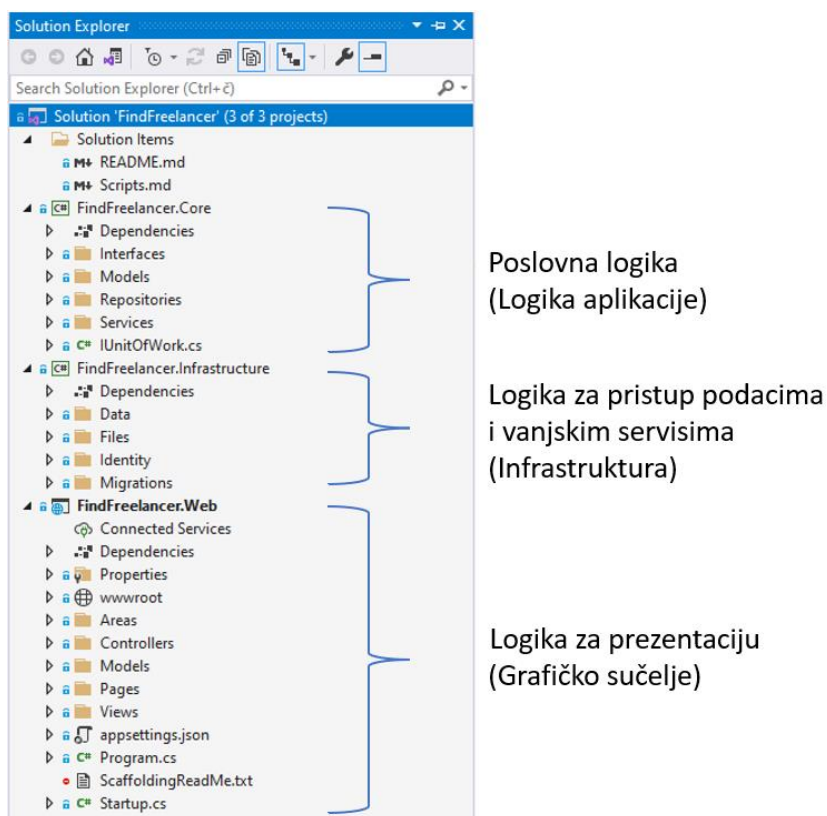 Solution Explorer
Search Solution Explorer (Ctrl+č)
Solution 'FindFreelancer' (3 of 3 projects)
Solution Items
M+ README.md
M+ Scripts.md
C# FindFreelancer.Core
Dependencies
Interfaces
Models
Repositories
Services
C# IUnitOfWork.cs
Poslovna logika
(Logika aplikacije)
C# FindFreelancer.Infrastructure
Dependencies
Data
Files
Identity
Migrations
Logika za pristup podacima
i vanjskim servisima
(Infrastruktura)
FindFreelancer.Web
Connected Services
Dependencies
Properties
wwwroot
Areas
Controllers
Models
Pages
Views
appsettings.json
C# Program.cs
ScaffoldingReadMe.txt
C# Startup.cs
Logika za prezentaciju
(Grafičko sučelje)